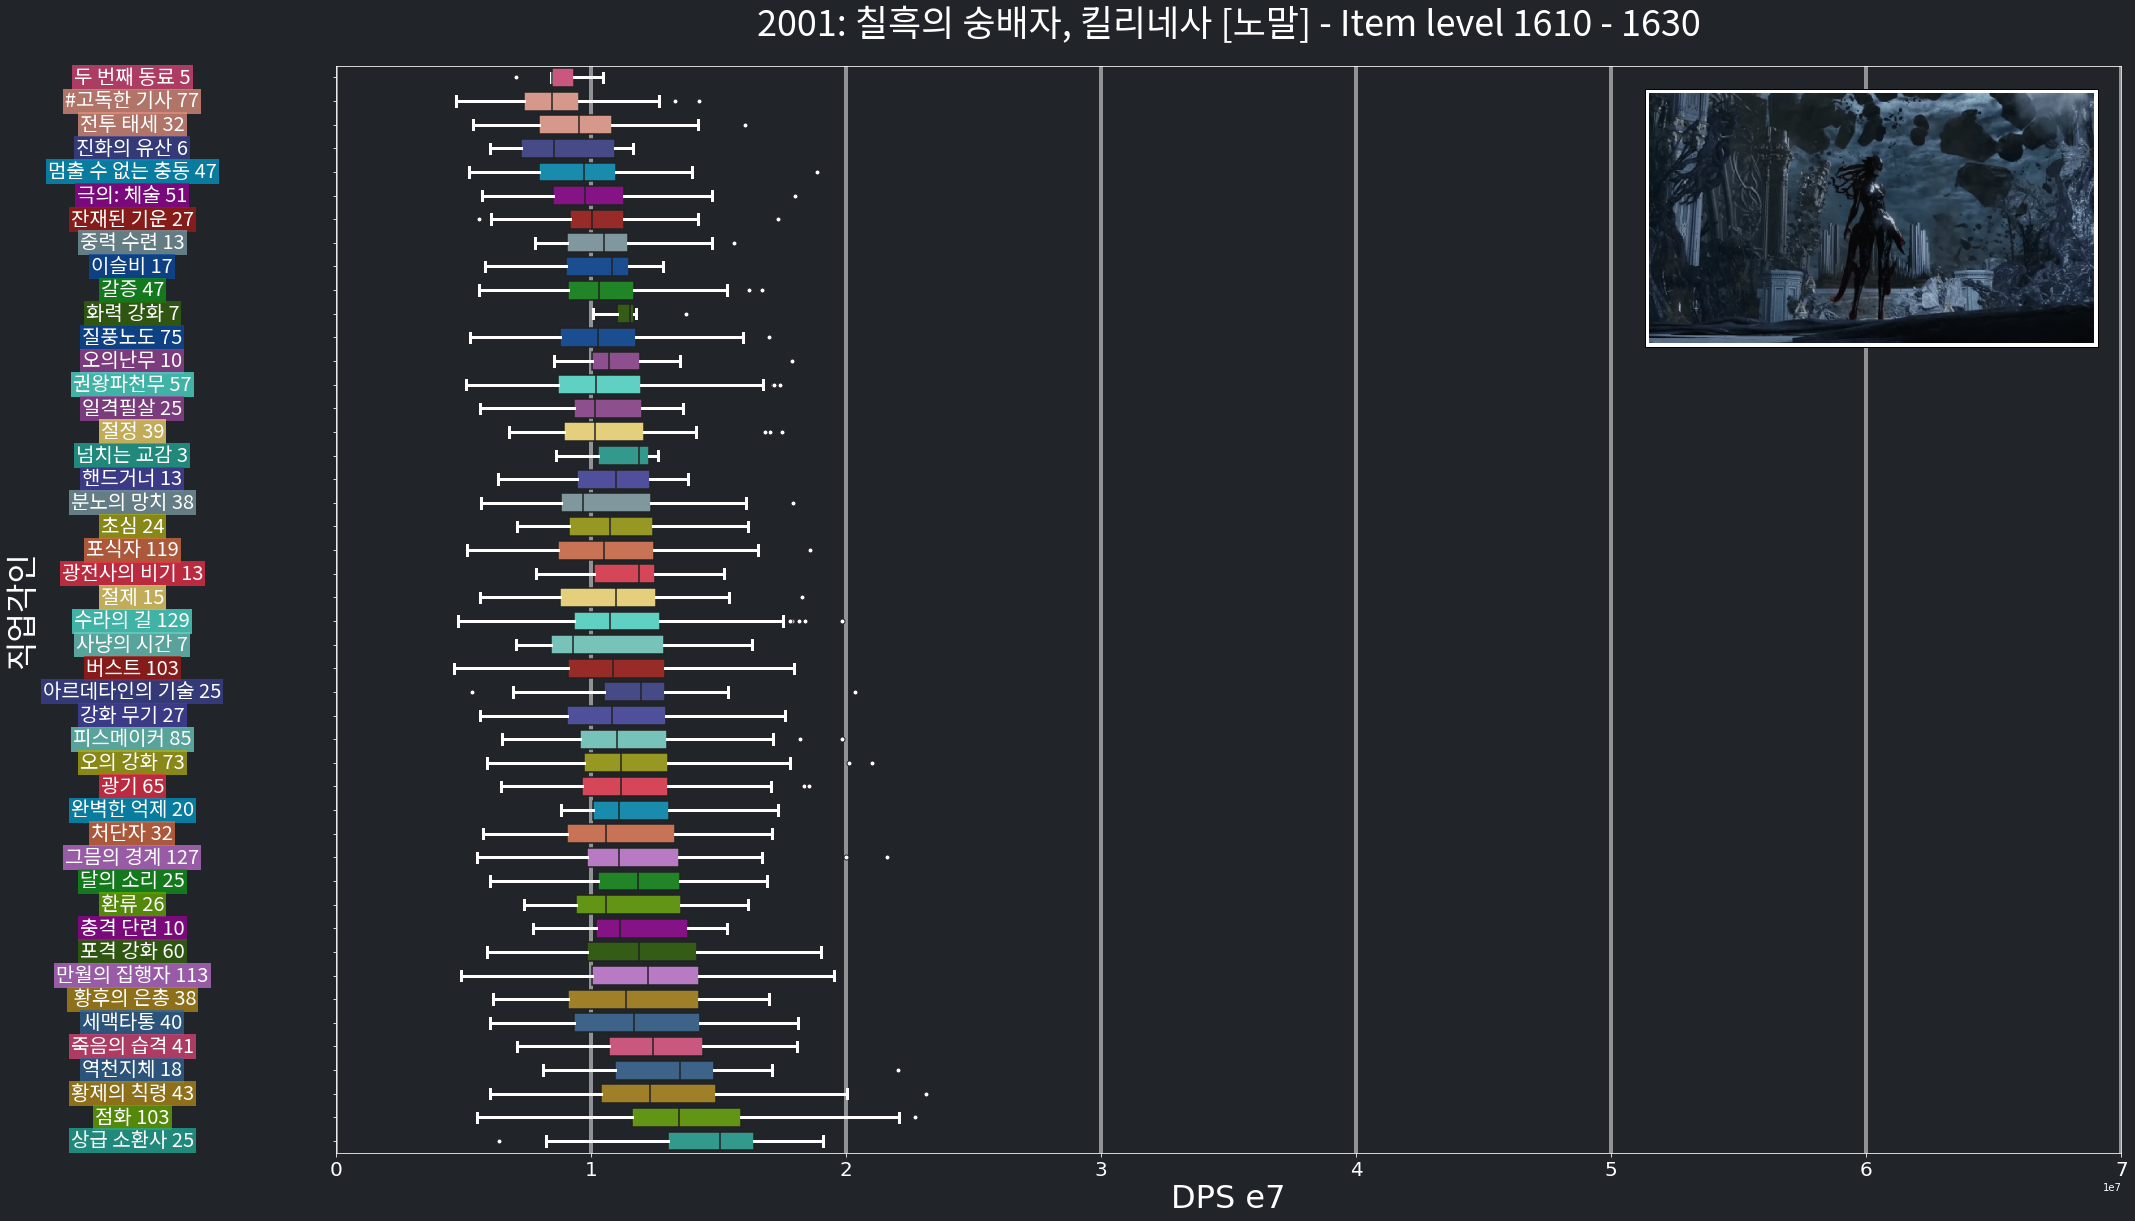 2001: 칠흑의 숭배자, 킬리네사 [노말] - Item level 1610 - 1630
직업각인
두 번째 동료 5
#고독한 기사 77
전투 태세 32
진화의 유산 6
멈출 수 없는 충동 47
극의: 체술 51
잔재된 기운 27
중력 수련 13
이슬비 17
갈증 47
화력 강화 7
질풍노도 75
오의난무 10
권왕파천무 57
일격필살 25
절정 39
넘치는 교감 3
핸드거너 13
분노의 망치 38
초심 24
포식자 119
광전사의 비기 13
절제 15
수라의 길 129
사냥의 시간 7
버스트 103
아르데타인의 기술 25
강화 무기 27
피스메이커 85
오의 강화 73
광기 65
완벽한 억제 20
처단자 32
그믐의 경계 127
달의 소리 25
환류 26
충격 단련 10
포격 강화 60
만월의 집행자 113
황후의 은총 38
세맥타통 40
죽음의 습격 41
역천지체 18
황제의 칙령 43
점화 103
상급 소환사 25
0 1 2 3 4 5 6 7
1e7
DPS e7